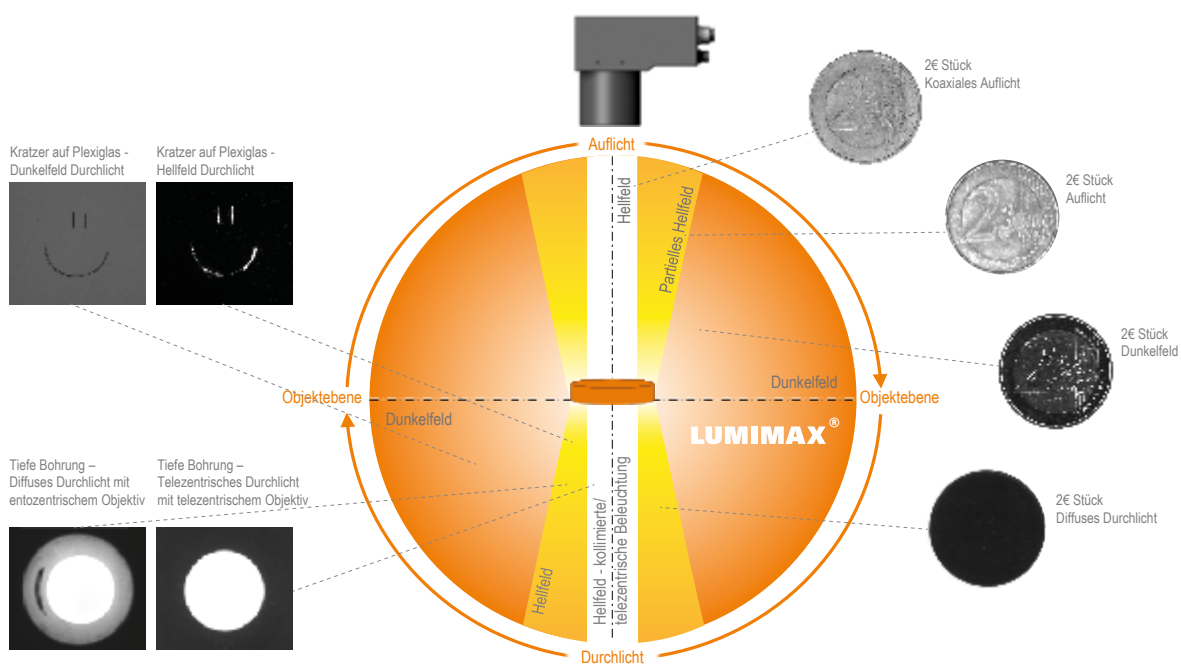 2€ Stück
Koaxiales Auflicht
Auflicht
Kratzer auf Plexiglas -
Dunkelfeld Durchlicht
Kratzer auf Plexiglas -
Hellfeld Durchlicht
Hellfeld
Partielles Hellfeld
2€ Stück
Auflicht
2€ Stück
Dunkelfeld
Dunkelfeld
Objektebene
Objektebene
Dunkelfeld
LUMIMAX®
Tiefe Bohrung –
Diffuses Durchlicht mit
entozentrischem Objektiv
Tiefe Bohrung –
Telezentrisches Durchlicht
mit telezentrischem Objektiv
2€ Stück
Diffuses Durchlicht
Hellfeld
Hellfeld - kollimierte/
telezentrische Beleuchtung
Durchlicht